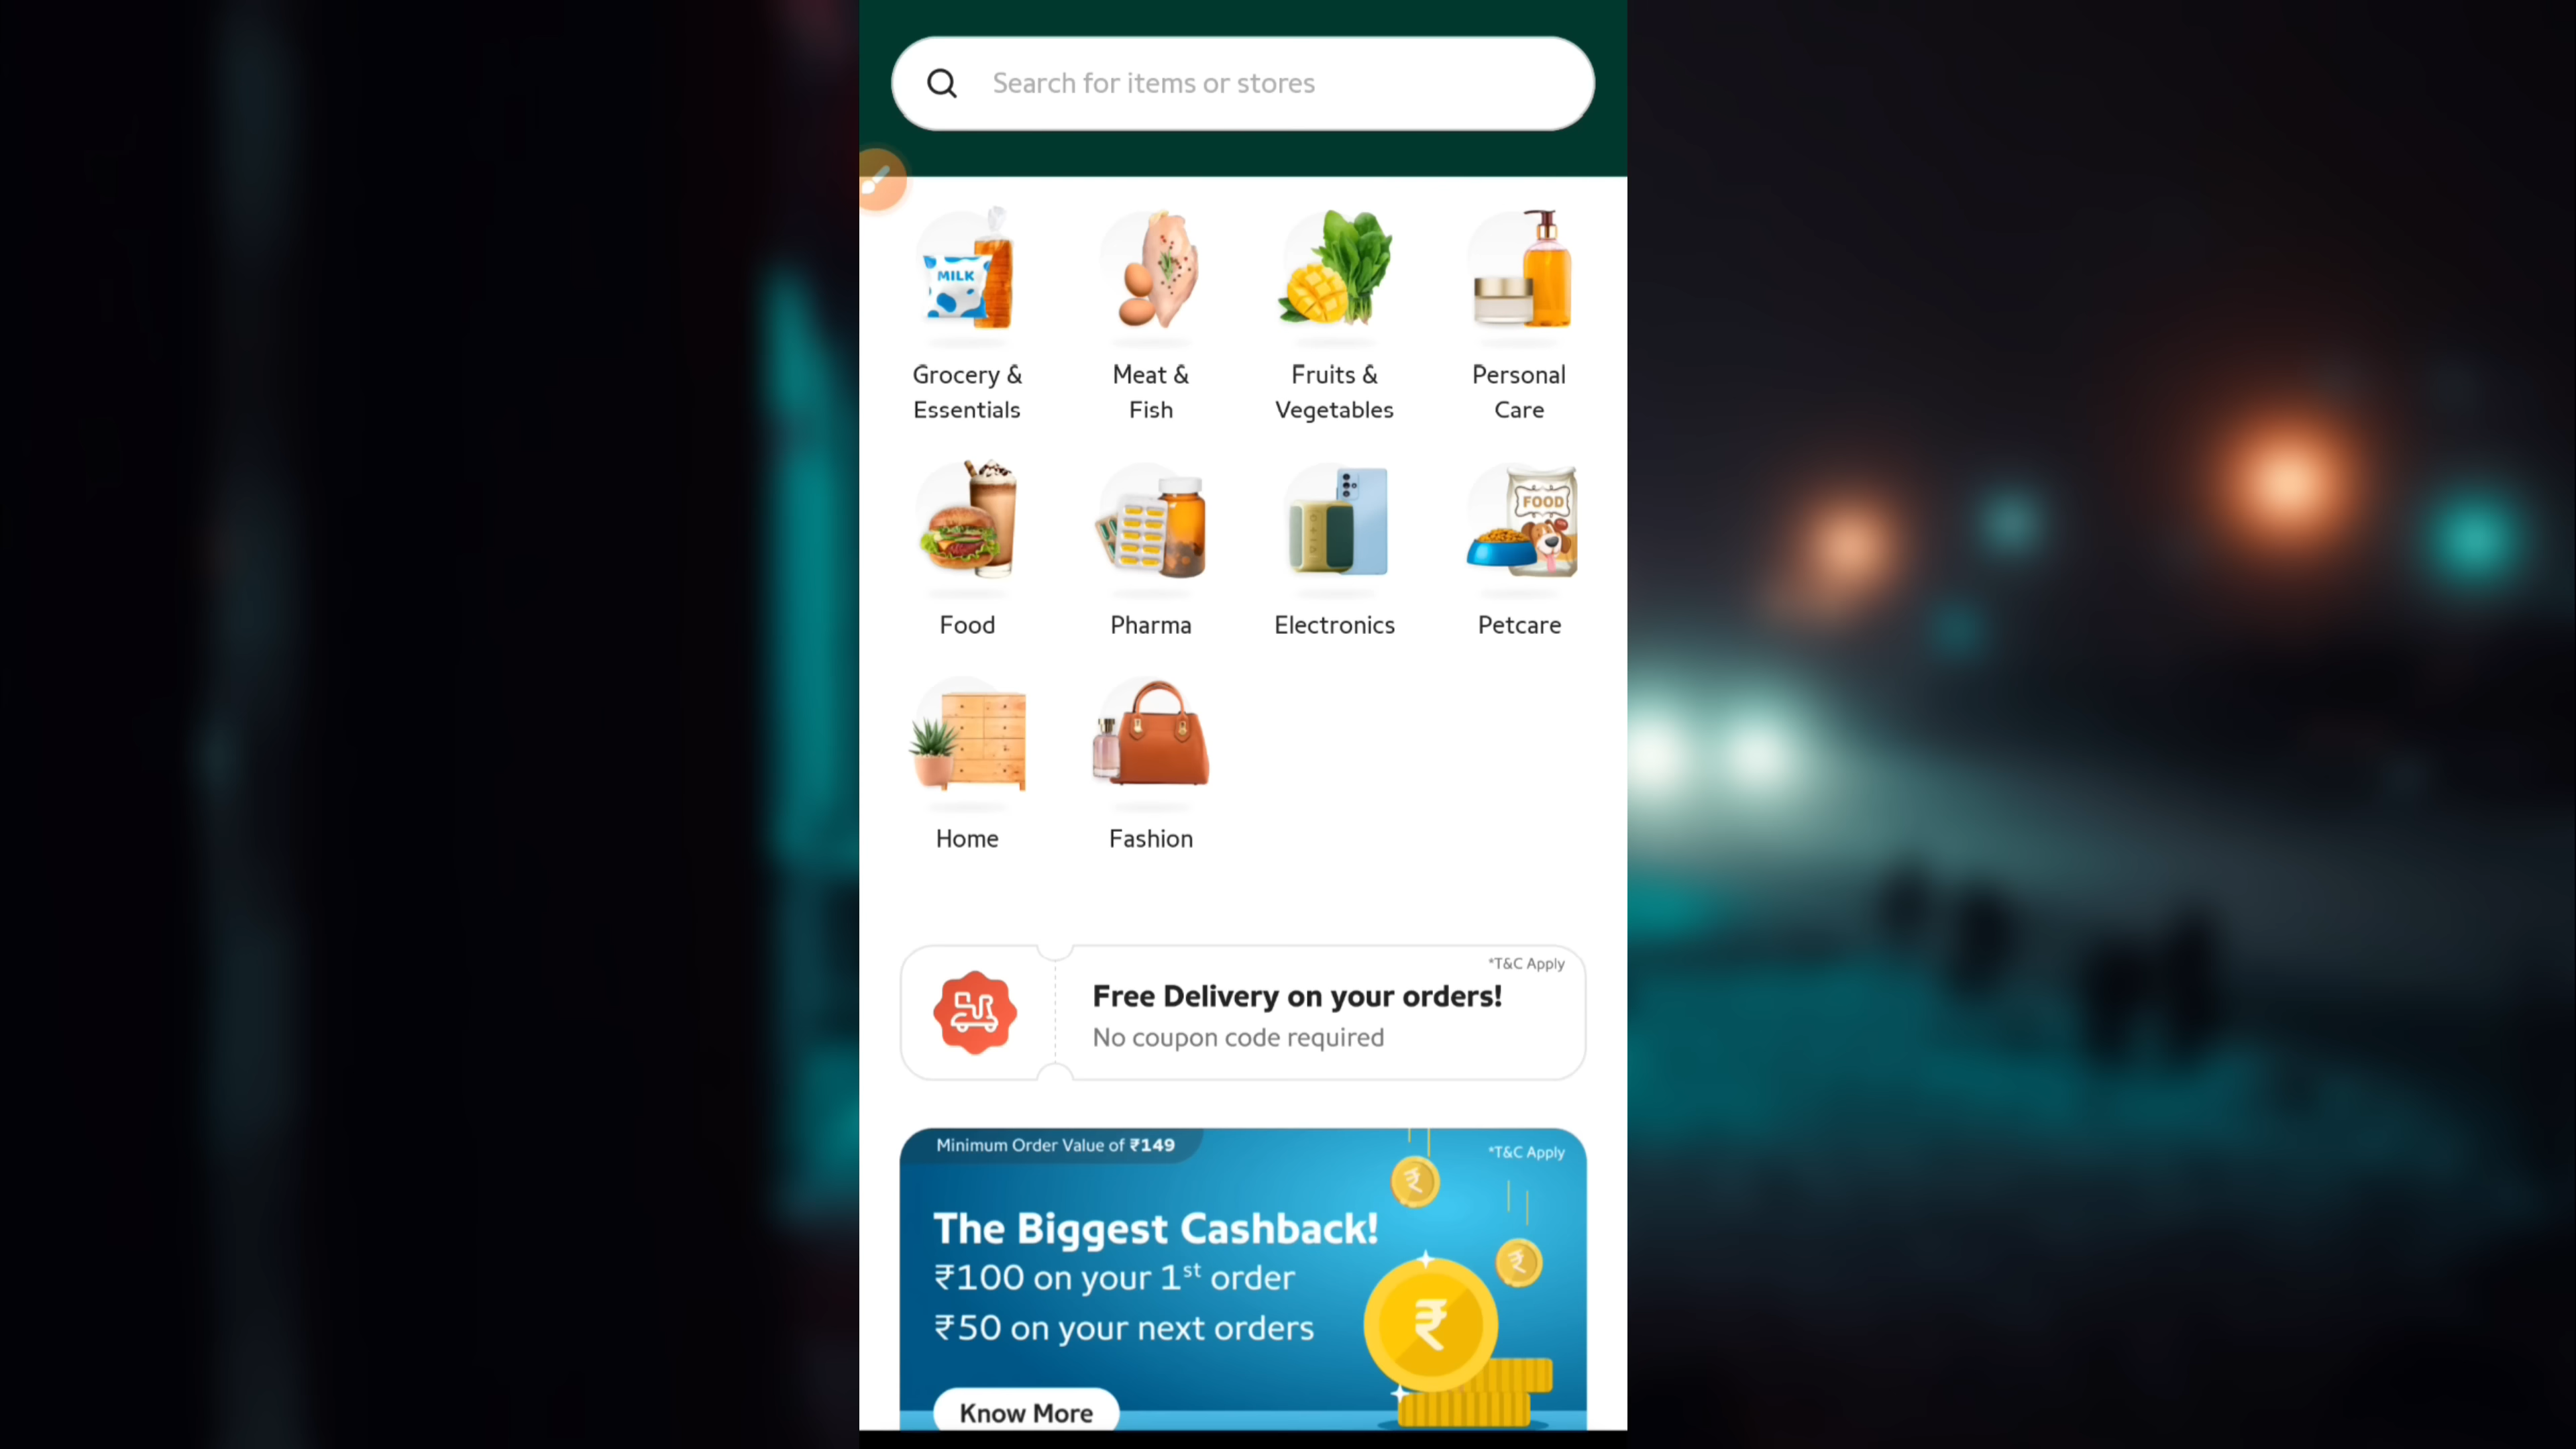 Search for items or stores
MILK
Grocery &
Essentials
Meat &
Fish
Fruits &
Vegetables
Personal
Care
FOOD
Food
Pharma
Electronics
Petcare
Home
Fashion
*T&C Apply
Free Delivery on your orders!
No coupon code required
Minimum Order Value of ₹149
*T&C Apply
The Biggest Cashback!
₹100 on your 1st order
₹50 on your next orders
₹
₹
₹
Know More